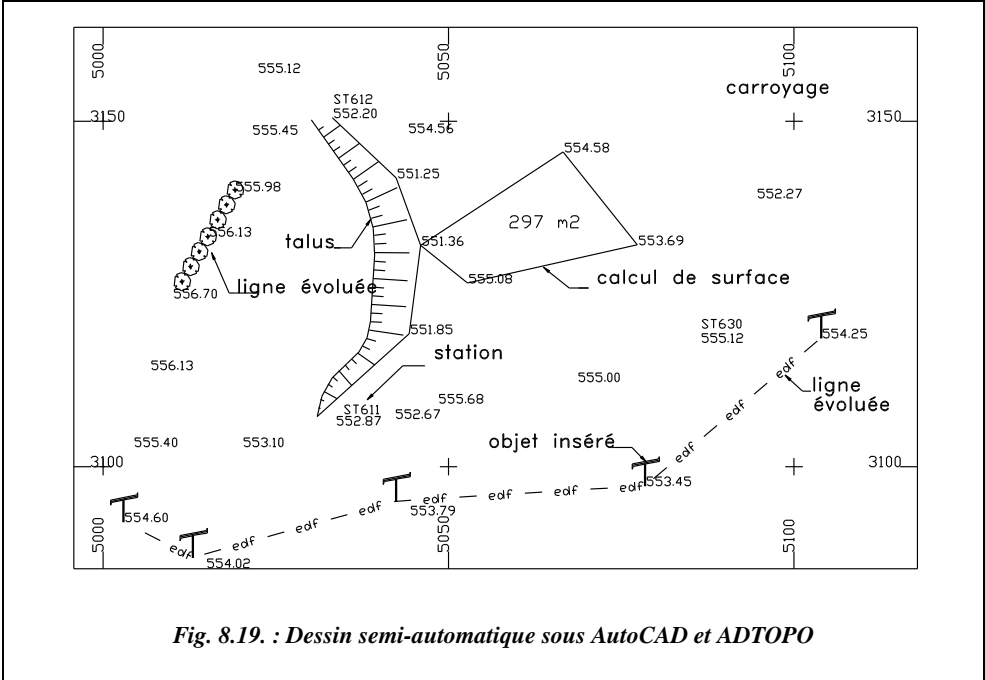 5000
5050
5100
555.12
carroyage
ST612
3150
552.20
3150
555.45
554.56
554.58
551.25
555.98
552.27
297 m2
556.13
talus
551.36
553.69
555.08
calcul de surface
ligne évoluée
556.70
ST630
551.85
555.12
554.25
station
556.13
555.00
edf
ligne
évoluée
555.68
edf
ST611
552.67
552.87
555.40
553.10
objet inséré
edf
3100
3100
553.45
edf
edf
edf
edf
edf
553.79
554.60
edf
edf
edf
554.02
5000
5050
5100
Fig. 8.19. : Dessin semi-automatique sous AutoCAD et ADTOPO